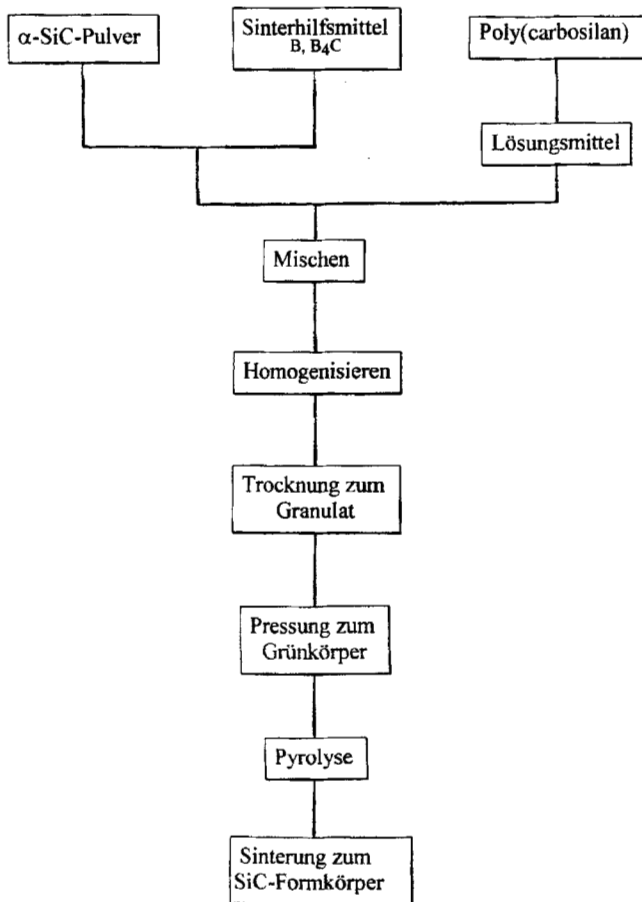 α-SiC-Pulver
Sinterhilfsmittel
B, B₄C
Poly(carbosilan)
Lösungsmittel
Mischen
Homogenisieren
Trocknung zum
Granulat
Pressung zum
Grünkörper
Pyrolyse
Sinterung zum
SiC-Formkörper